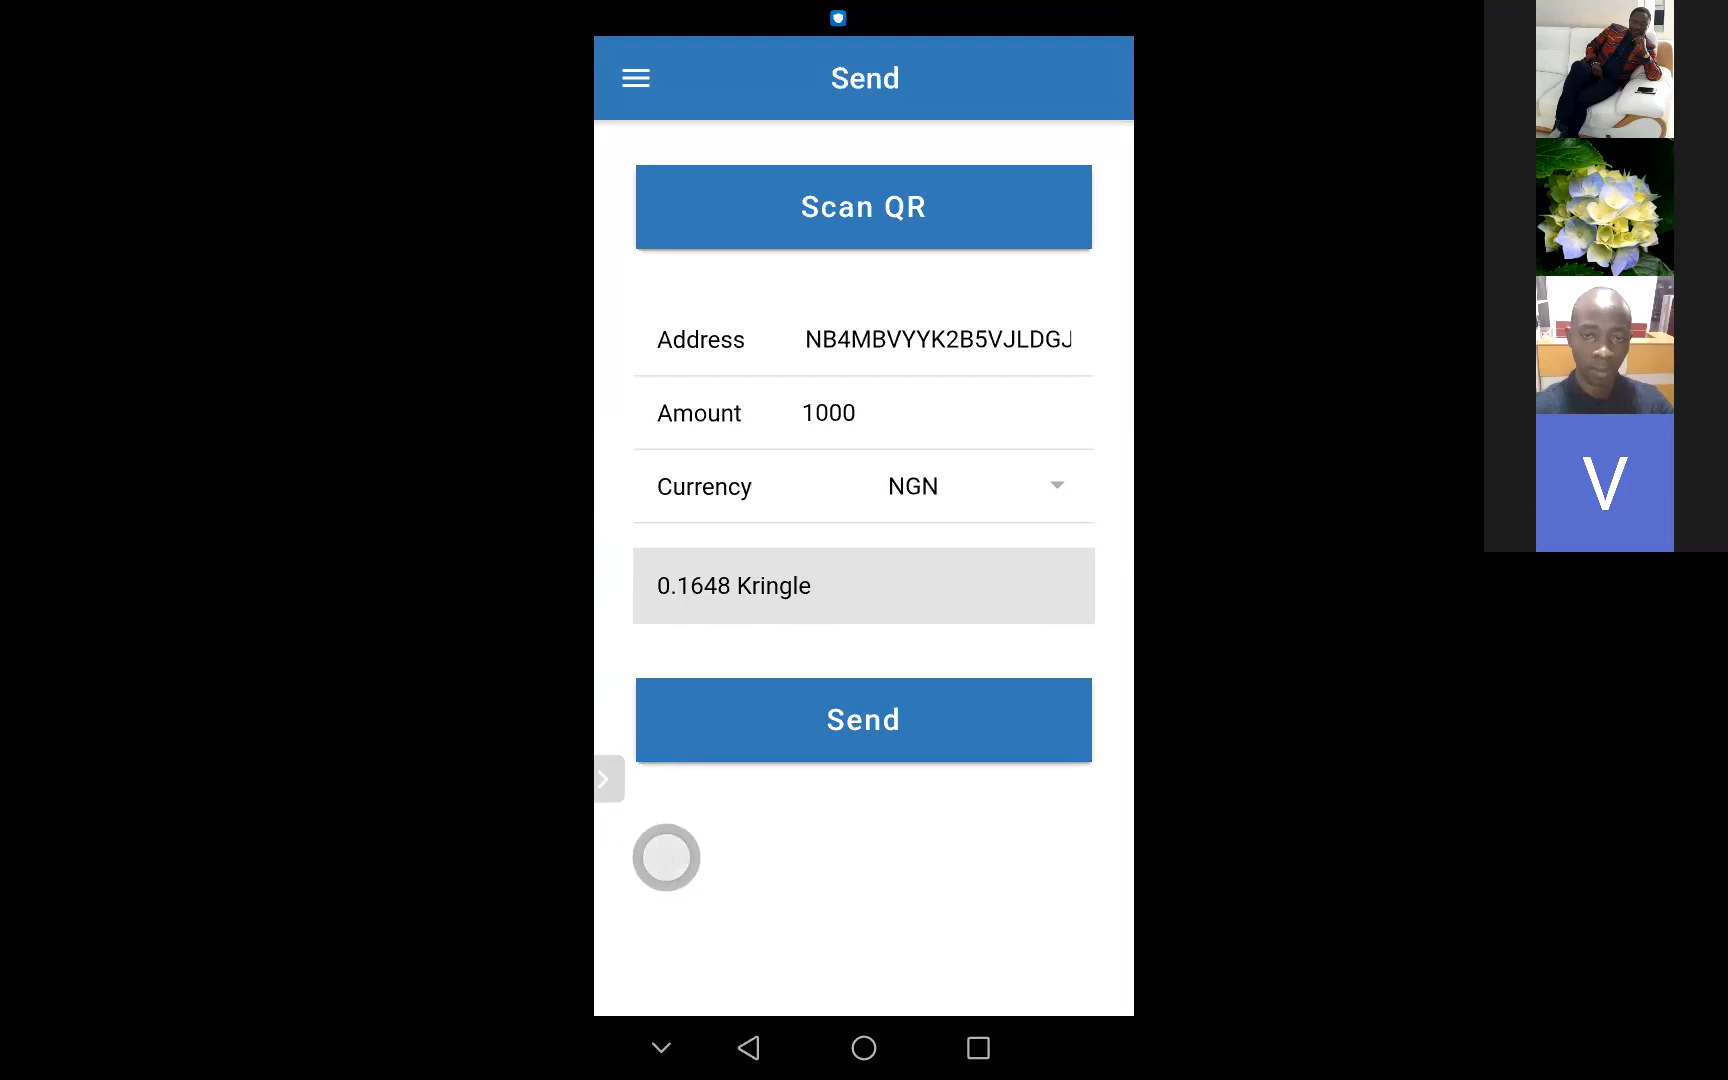 Send
Scan QR
Address NB4MBVYYK2B5VJLDGJ
Amount 1000
Currency NGN
0.1648 Kringle
Send
V